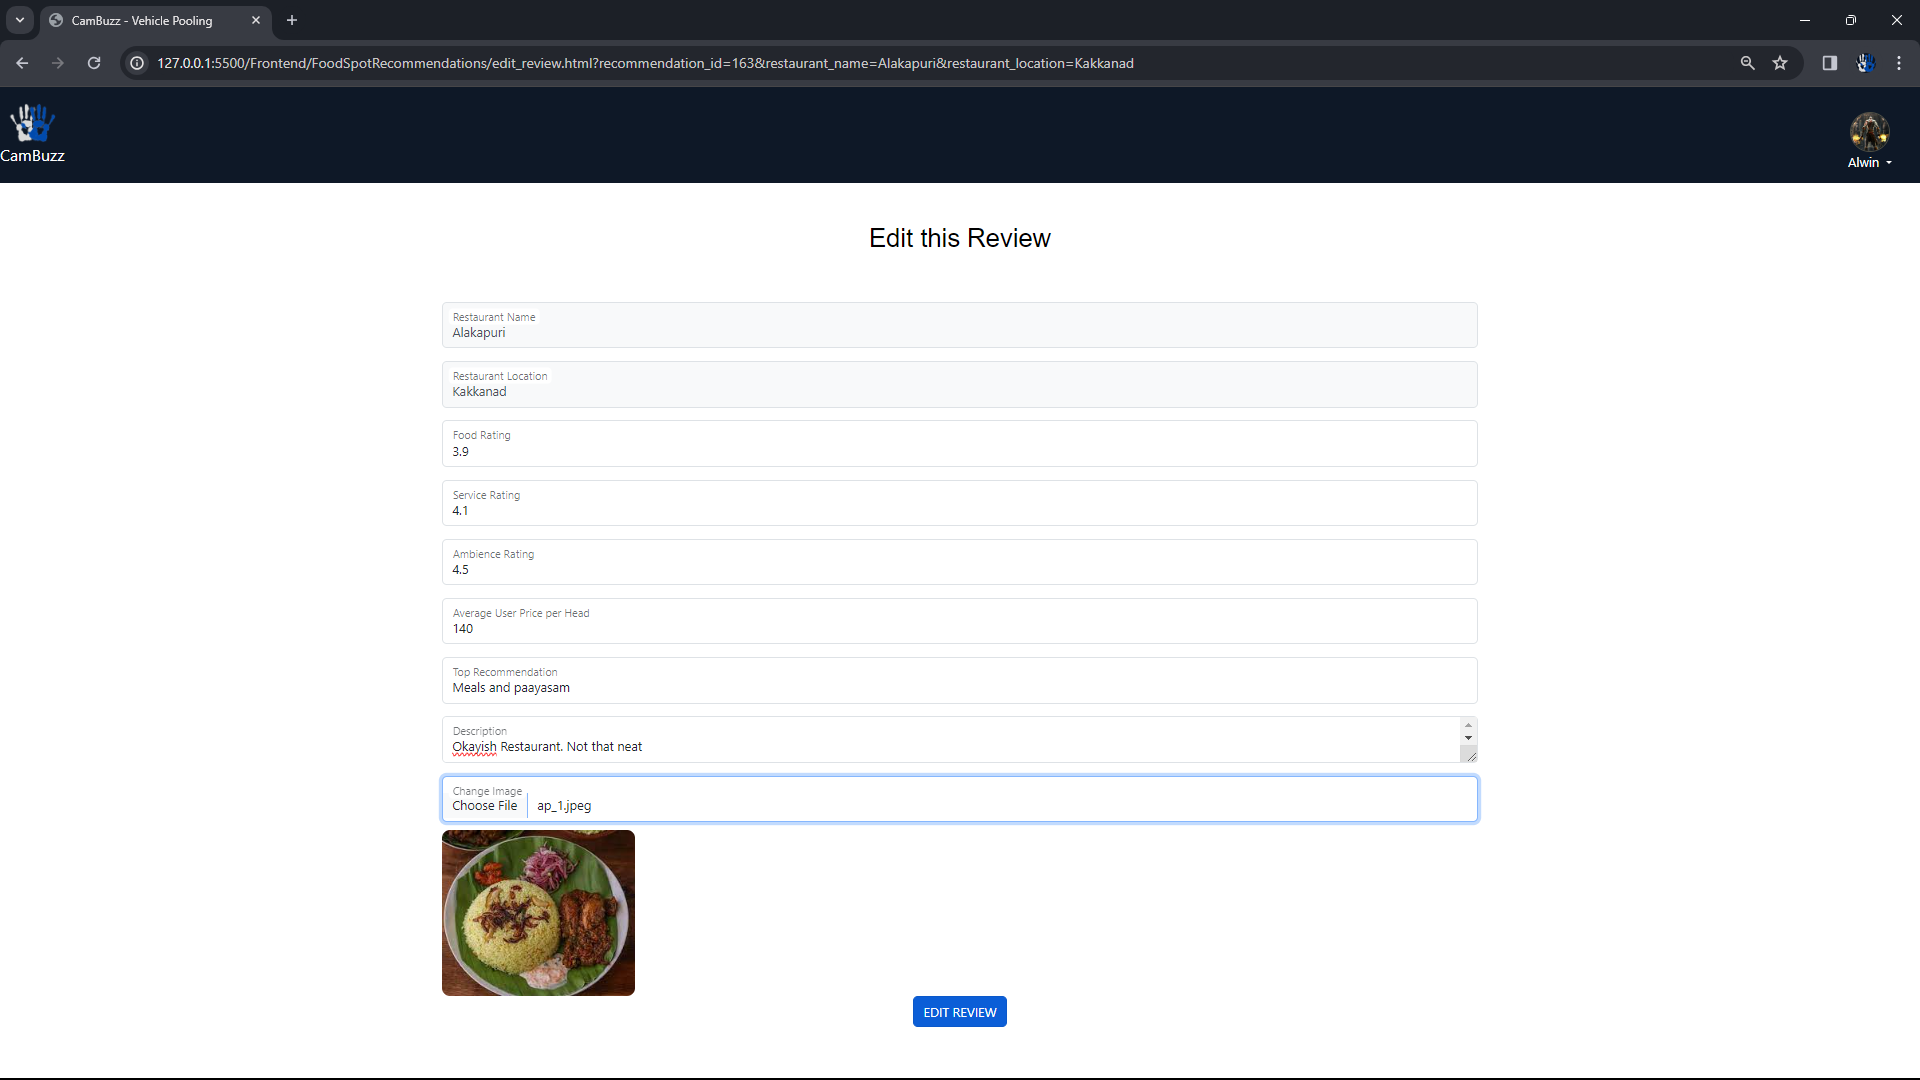 CamBuzz - Vehicle Pooling
127.0.0.1:5500/Frontend/FoodSpotRecommendations/edit_review.html?recommendation_id=163&restaurant_name=Alakapuri&restaurant_location=Kakkanad
CamBuzz
Alwin
Edit this Review
Restaurant Name
Alakapuri
Restaurant Location
Kakkanad
Food Rating
3.9
Service Rating
4.1
Ambience Rating
4.5
Average User Price per Head
140
Top Recommendation
Meals and paayasam
Description
Okayish Restaurant. Not that neat
Change Image
Choose File ap_1.jpeg
EDIT REVIEW